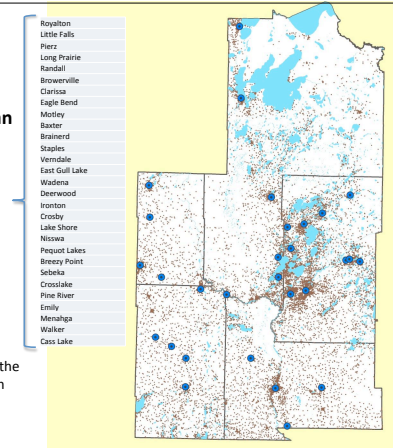 Royalton
Little Falls
Pierz
Long Prairie
Randall
Browerville
Clarissa
Eagle Bend
Motley
Baxter
Brainerd
Staples
Verndale
East Gull Lake
Wadena
Deerwood
Ironton
Crosby
Lake Shore
Nisswa
Pequot Lakes
Breezy Point
Sebeka
Crosslake
Pine River
Emily
Menahga
Walker
Cass Lake
n
the
n